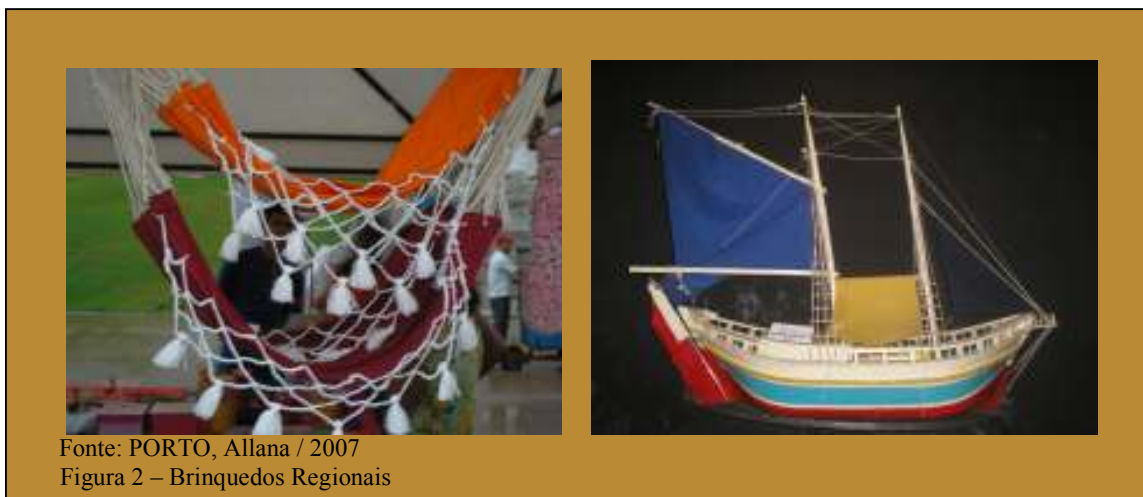 Fonte: PORTO, Allana / 2007
Figura 2 – Brinquedos Regionais